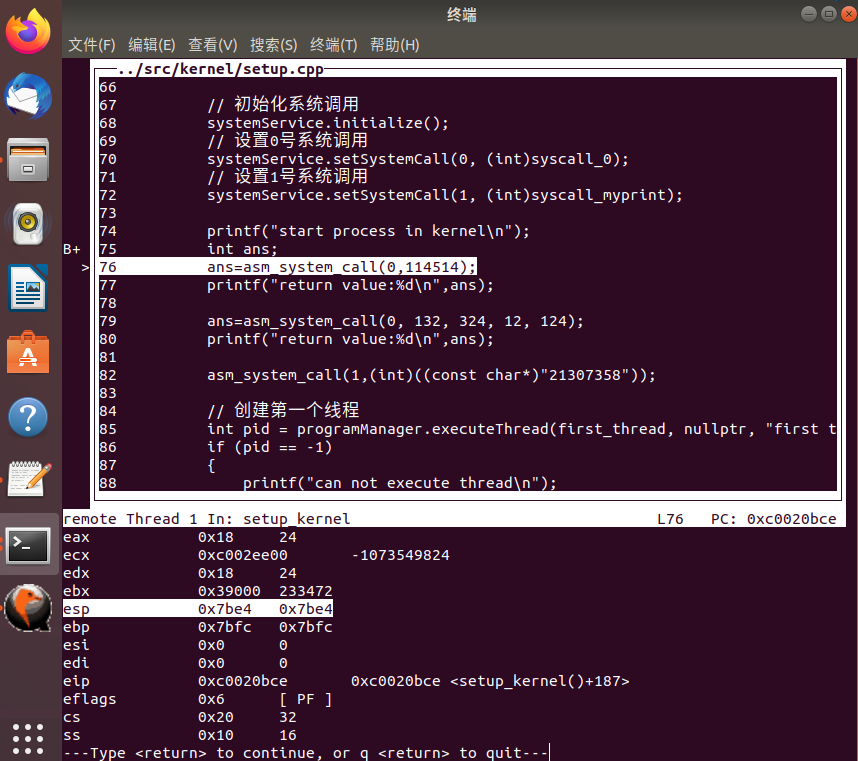 终端
文件(F) 编辑(E) 查看(V) 搜索(S) 终端(T) 帮助(H)
../src/kernel/setup.cpp
66
67 // 初始化系统调用
68 systemService.initialize();
69 // 设置0号系统调用
70 systemService.setSystemCall(0, (int)syscall_0);
71 // 设置1号系统调用
72 systemService.setSystemCall(1, (int)syscall_myprint);
73
74 printf("start process in kernel\n");
B+ 75 int ans;
> 76 ans=asm_system_call(0,114514);
77 printf("return value:%d\n",ans);
78
79 ans=asm_system_call(0, 132, 324, 12, 124);
80 printf("return value:%d\n",ans);
81
82 asm_system_call(1,(int)((const char*)"21307358"));
83
84 // 创建第一个线程
85 int pid = programManager.executeThread(first_thread, nullptr, "first t
86 if (pid == -1)
87 {
88 printf("can not execute thread\n");
remote Thread 1 In: setup_kernel L76 PC: 0xc0020bce
eax 0x18 24
ecx 0xc002ee00 -1073549824
edx 0x18 24
ebx 0x39000 233472
esp 0x7be4 0x7be4
ebp 0x7bfc 0x7bfc
esi 0x0 0
edi 0x0 0
eip 0xc0020bce 0xc0020bce <setup_kernel()+187>
eflags 0x6 [ PF ]
cs 0x20 32
ss 0x10 16
---Type <return> to continue, or q <return> to quit---